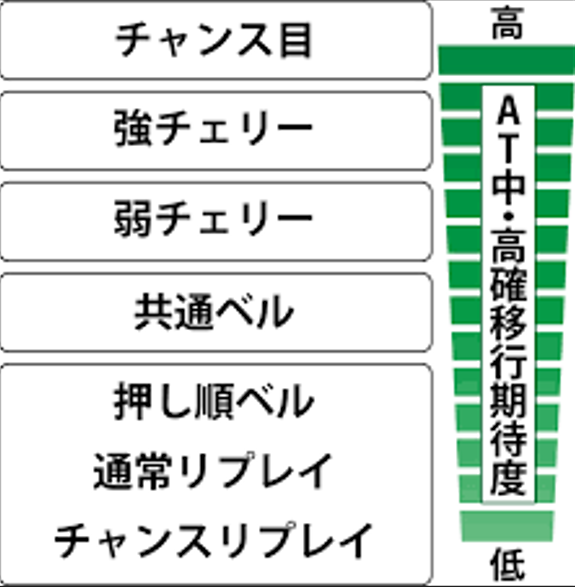 チャンス目
強チェリー
弱チェリー
共通ベル
押し順ベル
通常リプレイ
チャンスリプレイ
高
AT中・高確移行期待度
低